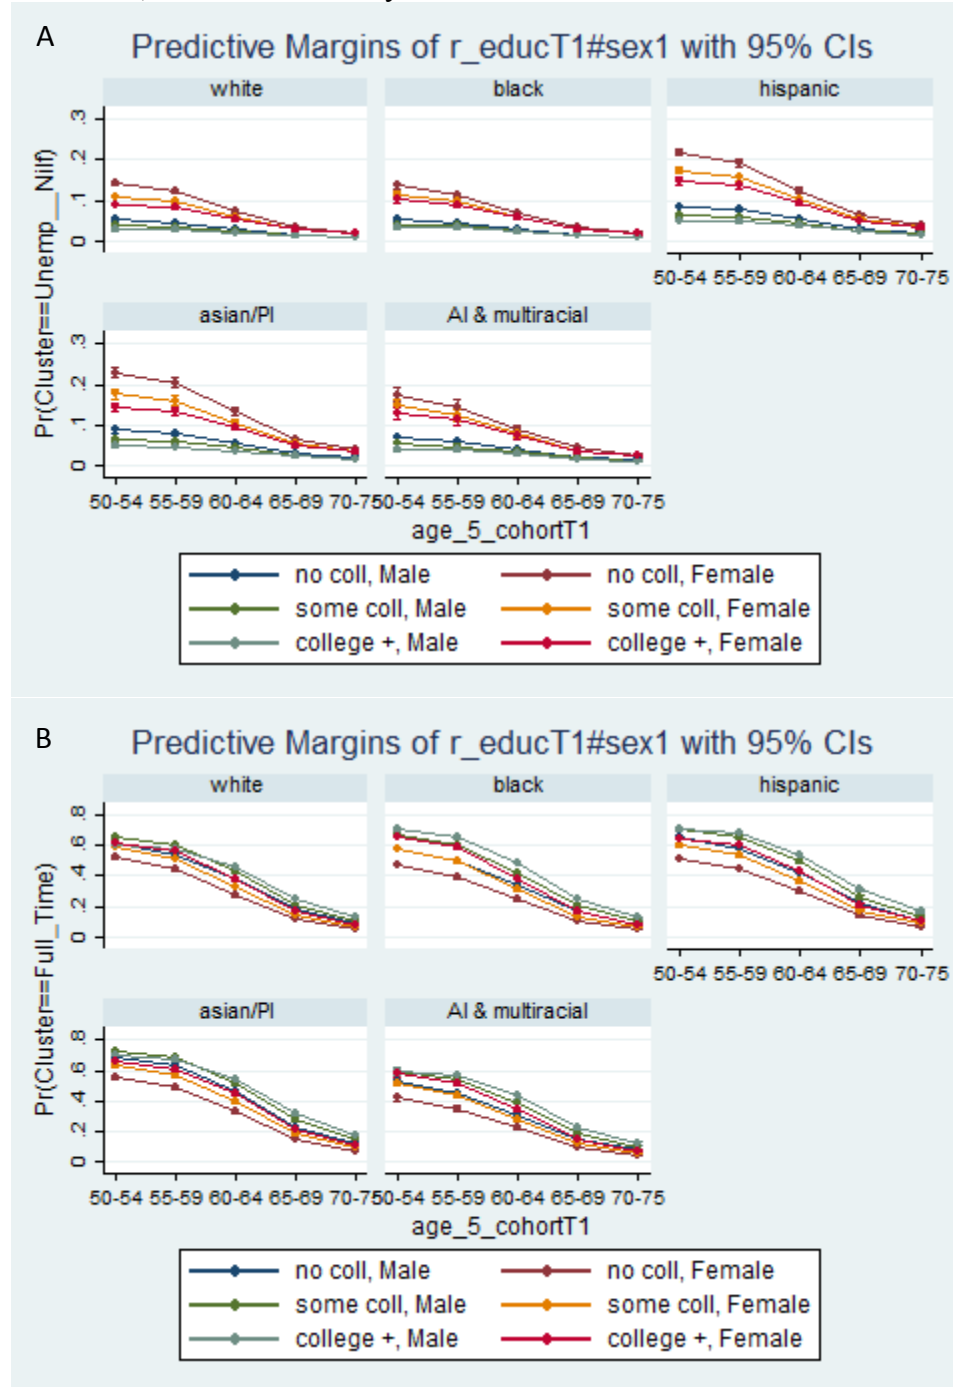 A
Predictive Margins of r_educT1#sex1 with 95% CIs
white
black
hispanic
Pr(Cluster==Unemp__Nilf)
.3
.2
.1
0
50-54 55-59 60-64 65-69 70-75
asian/PI
AI & multiracial
.3
.2
.1
0
50-54 55-59 60-64 65-69 70-75
50-54 55-59 60-64 65-69 70-75
age_5_cohortT1
no coll, Male
no coll, Female
some coll, Male
some coll, Female
college +, Male
college +, Female
B
Predictive Margins of r_educT1#sex1 with 95% CIs
white
black
hispanic
Pr(Cluster==Full_Time)
.8
.6
.4
.2
0
50-54 55-59 60-64 65-69 70-75
asian/PI
AI & multiracial
.8
.6
.4
.2
0
50-54 55-59 60-64 65-69 70-75
50-54 55-59 60-64 65-69 70-75
age_5_cohortT1
no coll, Male
no coll, Female
some coll, Male
some coll, Female
college +, Male
college +, Female